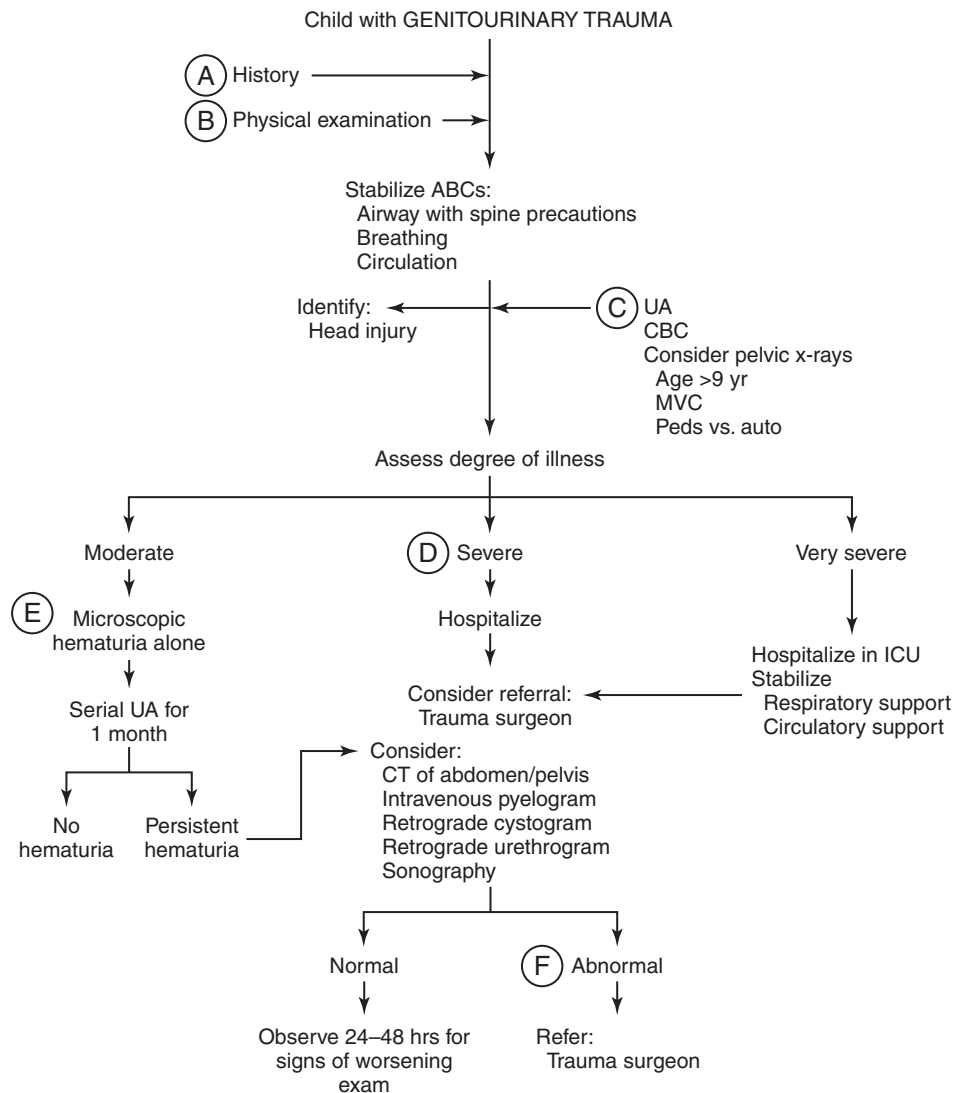 Child with GENITOURINARY TRAUMA
A History
B Physical examination
Stabilize ABCs:
Airway with spine precautions
Breathing
Circulation
Identify:
Head injury
C UA
CBC
Consider pelvic x-rays
Age >9 yr
MVC
Peds vs. auto
Assess degree of illness
Moderate
D Severe
Very severe
E Microscopic
hematuria alone
Hospitalize
Hospitalize in ICU
Stabilize
Respiratory support
Circulatory support
Serial UA for
1 month
Consider referral:
Trauma surgeon
No
hematuria
Persistent
hematuria
Consider:
CT of abdomen/pelvis
Intravenous pyelogram
Retrograde cystogram
Retrograde urethrogram
Sonography
Normal
F Abnormal
Observe 24–48 hrs for
signs of worsening
exam
Refer:
Trauma surgeon